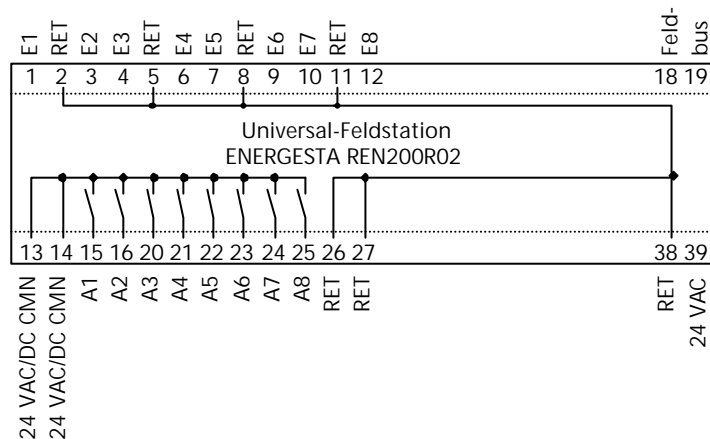 E1 RET E2 E3 RET E4 E5 RET E6 E7 RET E8 Feld-
bus
1 2 3 4 5 6 7 8 9 10 11 12 18 19
Universal-Feldstation
ENERGESTA REN200R02
13 14 15 16 20 21 22 23 24 25 26 27 38 39
24 VAC/DC CMN
24 VAC/DC CMN
A1
A2
A3
A4
A5
A6
A7
A8
RET
RET
RET
24 VAC